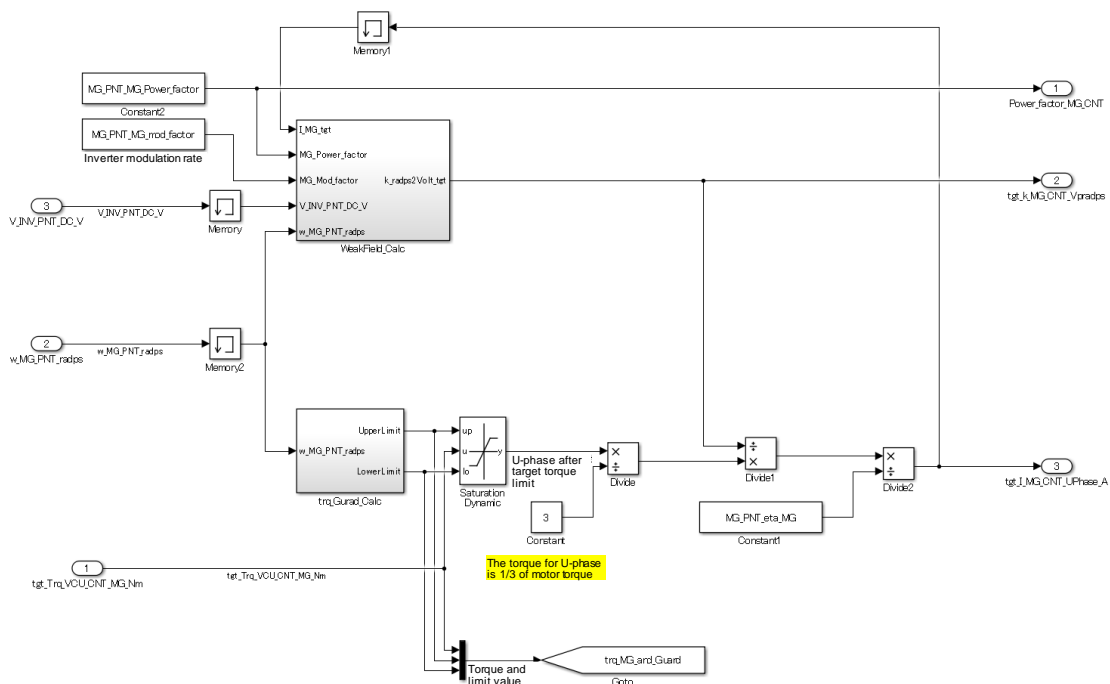 Memory1
MG_PNT_MG_Power_factor
Constant2
1
Power_factor_MG_CNT
I_MG_tgt
MG_PNT_MG_mod_factor
Inverter modulation rate
MG_Power_factor
MG_Mod_factor
k_radps2Volt_tgt
2
tgt_k_MG_CNT_Vpradps
3
V_INV_PNT_DC_V
V_INV_PNT_DC_V
Memory
V_INV_PNT_DC_V
w_MG_PNT_radps
WeakField_Calc
2
w_MG_PNT_radps
w_MG_PNT_radps
Memory2
UpperLimit
w_MG_PNT_radps
LowerLimit
trq_Gurad_Calc
up
u
y
lo
Saturation
Dynamic
U-phase after
target torque
limit
×
÷
Divide
÷
×
Divide1
×
÷
Divide2
3
tgt_I_MG_CNT_UPhase_A
3
Constant
MG_PNT_eta_MG
Constant1
The torque for U-phase
is 1/3 of motor torque
1
tgt_Trq_VCU_CNT_MG_Nm
tgt_Trq_VCU_CNT_MG_Nm
Torque and
limit value
trq_MG_and_Guard
Goto